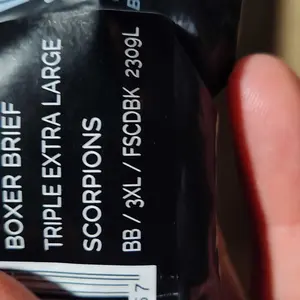 BOXER BRIEF
TRIPLE EXTRA LARGE
SCORPIONS
BB / 3XL / FSCDBK 2309L